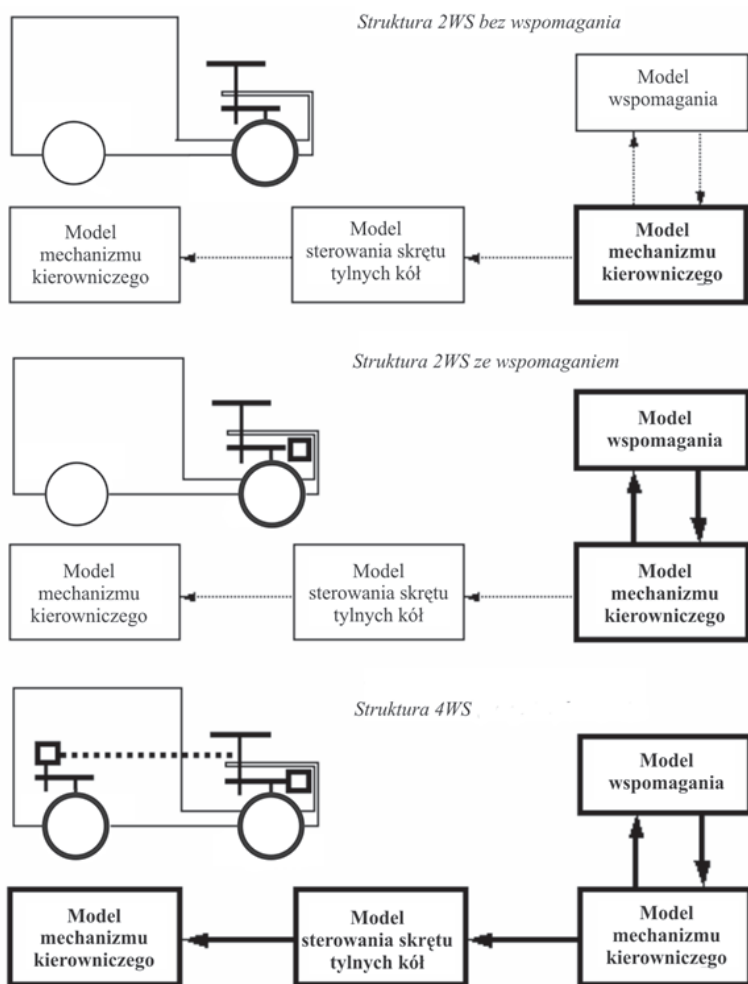 Struktura 2WS bez wspomagania
Model
wspomagania
Model
mechanizmu
kierowniczego
Model
sterowania skrętu
tylnych kół
Model
mechanizmu
kierowniczego
Struktura 2WS ze wspomaganiem
Model
wspomagania
Model
mechanizmu
kierowniczego
Model
sterowania skrętu
tylnych kół
Model
mechanizmu
kierowniczego
Struktura 4WS
Model
wspomagania
Model
mechanizmu
kierowniczego
Model
sterowania skrętu
tylnych kół
Model
mechanizmu
kierowniczego